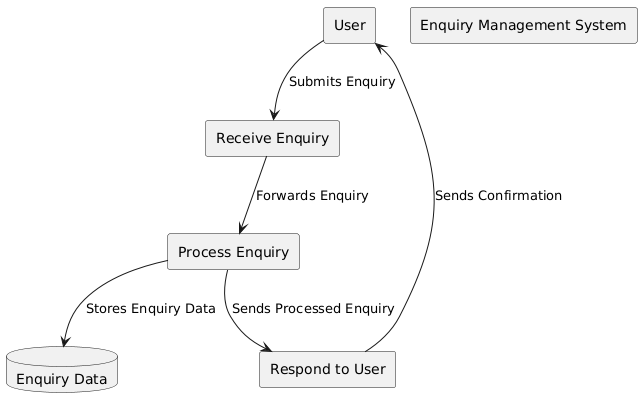 User
Enquiry Management System
Submits Enquiry
Receive Enquiry
Forwards Enquiry
Sends Confirmation
Process Enquiry
Stores Enquiry Data
Sends Processed Enquiry
Enquiry Data
Respond to User